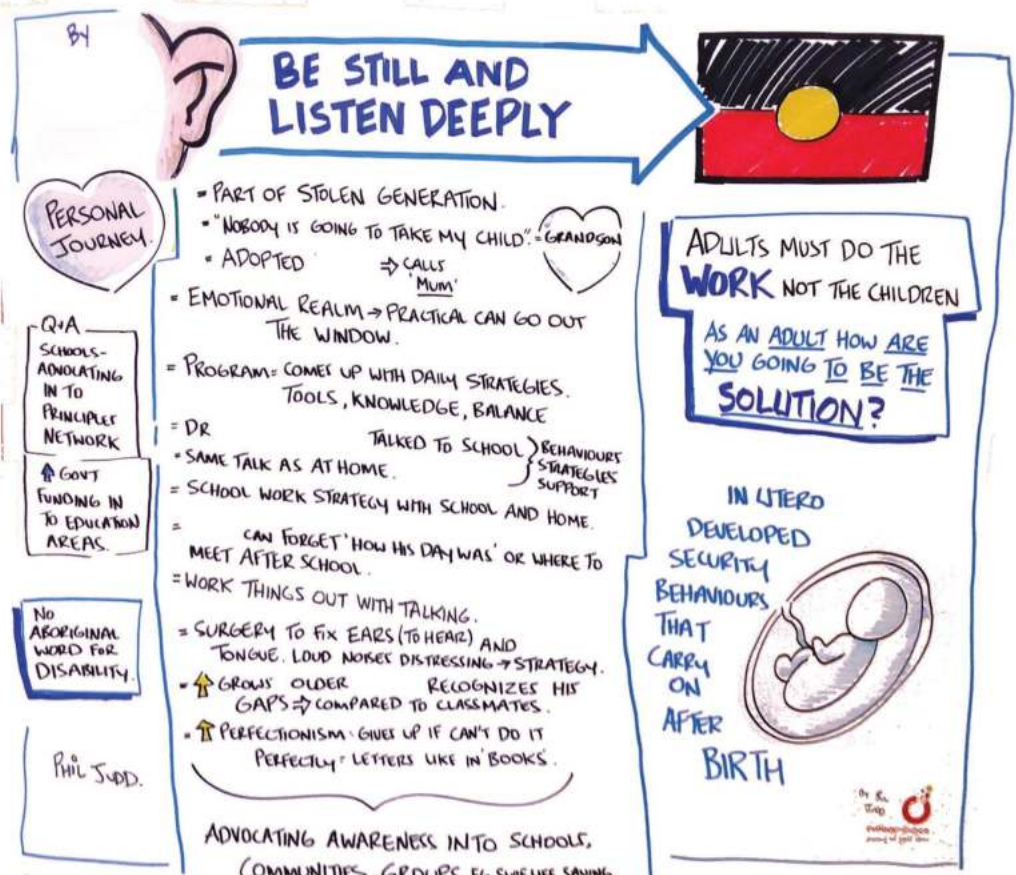 BY
BE STILL AND
LISTEN DEEPLY
PERSONAL
JOURNEY.
= PART OF STOLEN GENERATION.
= "NOBODY IS GOING TO TAKE MY CHILD". = GRANDSON
= ADOPTED ⇒ CALLS
'MUM'
= EMOTIONAL REALM → PRACTICAL CAN GO OUT
THE WINDOW.
= PROGRAM = COMES UP WITH DAILY STRATEGIES.
TOOLS, KNOWLEDGE, BALANCE
= DR TALKED TO SCHOOL } BEHAVIOURS
STRATEGIES
SUPPORT
= SAME TALK AS AT HOME.
= SCHOOL WORK STRATEGY WITH SCHOOL AND HOME.
= CAN FORGET 'HOW HIS DAY WAS' OR WHERE TO
MEET AFTER SCHOOL.
= WORK THINGS OUT WITH TALKING.
= SURGERY TO FIX EARS (TO HEAR) AND
TONGUE. LOUD NOISES DISTRESSING → STRATEGY.
= ↑ GROWS OLDER RECOGNIZES HIS
GAPS ⇒ COMPARED TO CLASSMATES.
= ↑ PERFECTIONISM = GIVES UP IF CAN'T DO IT
PERFECTLY = LETTERS LIKE IN 'BOOKS'.
ADVOCATING AWARENESS INTO SCHOOLS,
COMMUNITIES, GROUPS EG SURF LIFE SAVING
Q+A
SCHOOLS-
ADVOCATING
IN TO
PRINCIPLES
NETWORK
↑ GOVT
FUNDING IN
TO EDUCATION
AREAS.
NO
ABORIGINAL
WORD FOR
DISABILITY.
PHIL JUDD.
ADULTS MUST DO THE
WORK NOT THE CHILDREN
AS AN ADULT HOW ARE
YOU GOING TO BE THE
SOLUTION?
IN UTERO
DEVELOPED
SECURITY
BEHAVIOURS
THAT
CARRY
ON
AFTER
BIRTH